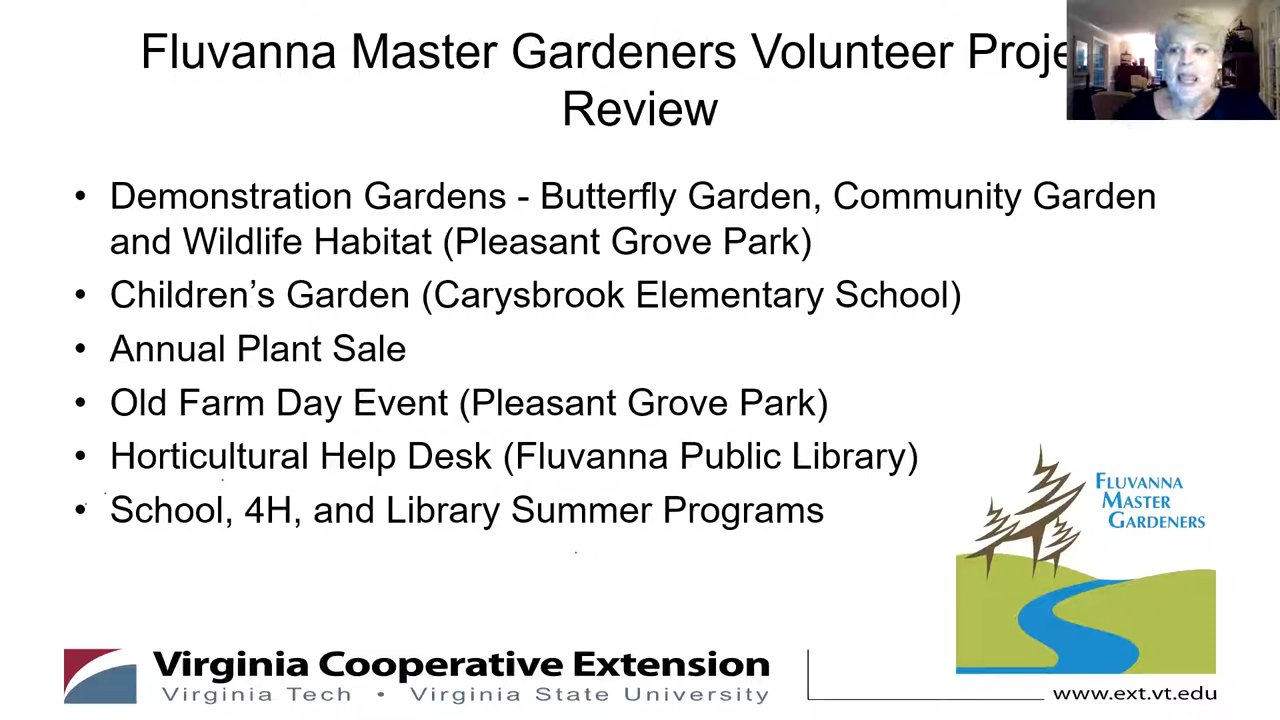 Fluvanna Master Gardeners Volunteer Proje
Review
• Demonstration Gardens - Butterfly Garden, Community Garden
and Wildlife Habitat (Pleasant Grove Park)
• Children’s Garden (Carysbrook Elementary School)
• Annual Plant Sale
• Old Farm Day Event (Pleasant Grove Park)
• Horticultural Help Desk (Fluvanna Public Library)
• School, 4H, and Library Summer Programs
FLUVANNA
MASTER
GARDENERS
Virginia Cooperative Extension
Virginia Tech • Virginia State University
www.ext.vt.edu